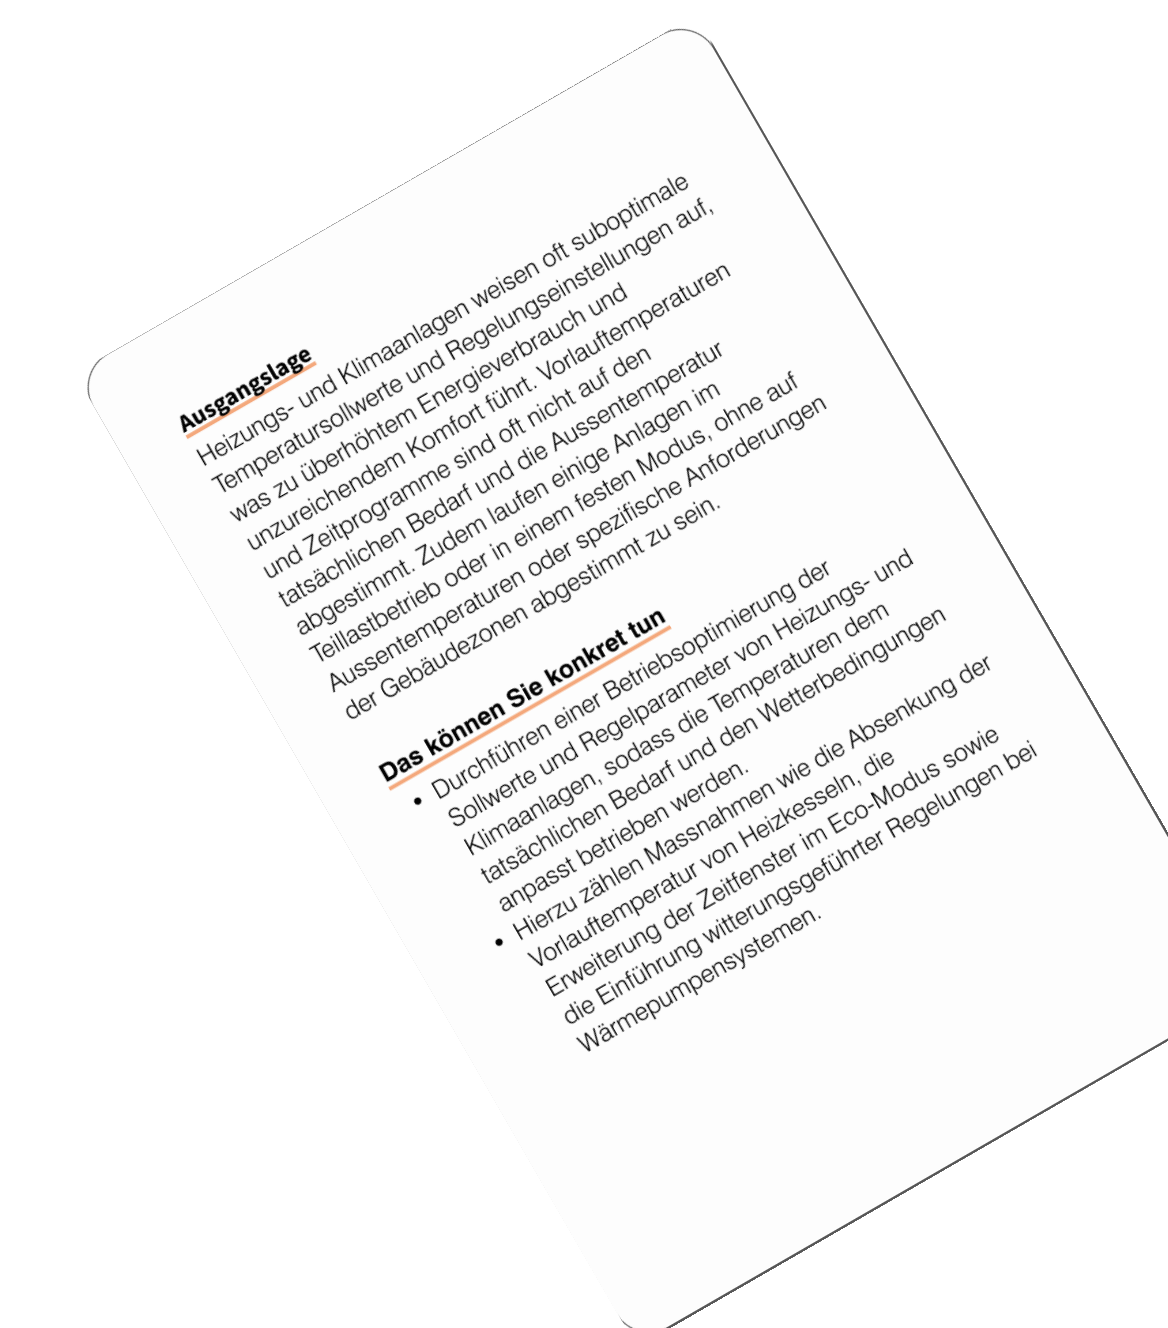 Ausgangslage
Heizungs- und Klimaanlagen weisen oft suboptimale
Temperatursollwerte und Regelungseinstellungen auf,
was zu überhöhtem Energieverbrauch und
unzureichendem Komfort führt. Vorlauftemperaturen
und Zeitprogramme sind oft nicht auf den
tatsächlichen Bedarf und die Aussentemperatur
abgestimmt. Zudem laufen einige Anlagen im
Teillastbetrieb oder in einem festen Modus, ohne auf
Aussentemperaturen oder spezifische Anforderungen
der Gebäudezonen abgestimmt zu sein.
Das können Sie konkret tun
• Durchführen einer Betriebsoptimierung der
Sollwerte und Regelparameter von Heizungs- und
Klimaanlagen, sodass die Temperaturen dem
tatsächlichen Bedarf und den Wetterbedingungen
anpasst betrieben werden.
• Hierzu zählen Massnahmen wie die Absenkung der
Vorlauftemperatur von Heizkesseln, die
Erweiterung der Zeitfenster im Eco-Modus sowie
die Einführung witterungsgeführter Regelungen bei
Wärmepumpensystemen.